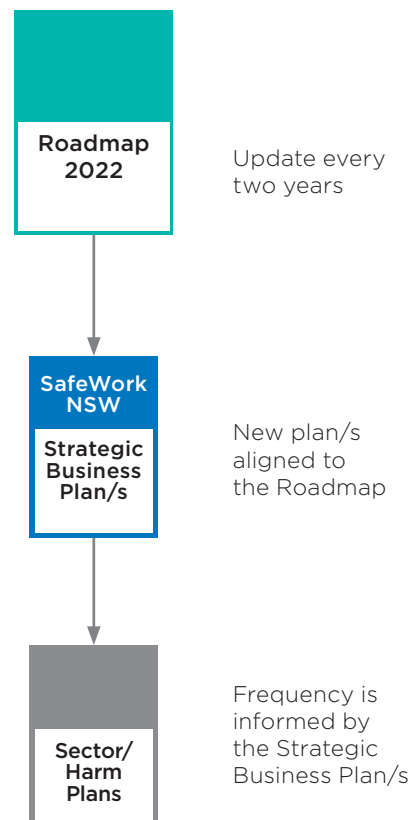 Roadmap
2022
Update every
two years
SafeWork
NSW
Strategic
Business
Plan/s
New plan/s
aligned to
the Roadmap
Sector/
Harm
Plans
Frequency is
informed by
the Strategic
Business Plan/s